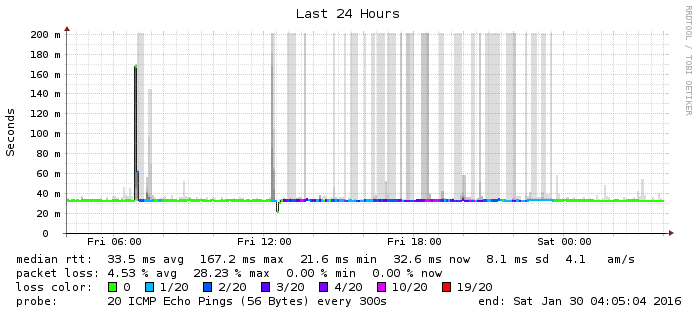 Last 24 Hours
RRDTOOL / TOBI OETIKER
Seconds
200 m
180 m
160 m
140 m
120 m
100 m
80 m
60 m
40 m
20 m
0
Fri 06:00 Fri 12:00 Fri 18:00 Sat 00:00
median rtt: 33.5 ms avg 167.2 ms max 21.6 ms min 32.6 ms now 8.1 ms sd 4.1 am/s
packet loss: 4.53 % avg 28.23 % max 0.00 % min 0.00 % now
loss color: 0 1/20 2/20 3/20 4/20 10/20 19/20
probe: 20 ICMP Echo Pings (56 Bytes) every 300s end: Sat Jan 30 04:05:04 2016